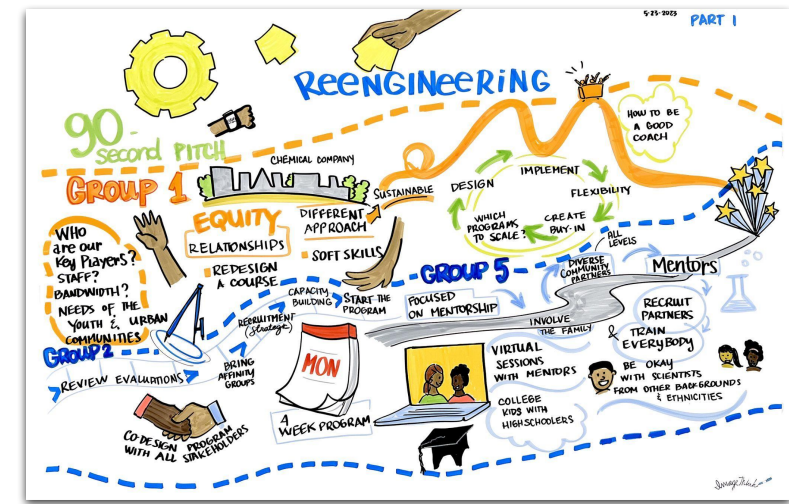 5-23-2023
PART 1
REENGINEERING
90-
second PITCH
GROUP 1
CHEMICAL COMPANY
WHO
are our
Key Players?
STAFF?
BANDWIDTH?
NEEDS OF THE
YOUTH & URBAN
COMMUNITIES
EQUITY
RELATIONSHIPS
REDESIGN
A COURSE
DIFFERENT
APPROACH
SOFT SKILLS
SUSTAINABLE
DESIGN
IMPLEMENT
FLEXIBILITY
CREATE
BUY-IN
WHICH
PROGRAMS
TO SCALE?
HOW TO BE
A GOOD
COACH
GROUP2
REVIEW EVALUATIONS
BRING
AFFINITY
GROUPS
RECRUITMENT
(Strategic)
CAPACITY
BUILDING
START THE
PROGRAM
CO-DESIGN PROGRAM
WITH ALL STAKEHOLDERS
MON
4
WEEK PROGRAM
GROUP 5
FOCUSED
ON MENTORSHIP
DIVERSE
COMMUNITY
PARTNERS
ALL
LEVELS
Mentors
INVOLVE
THE FAMILY
RECRUIT
PARTNERS
& TRAIN
EVERYBODY
VIRTUAL
SESSIONS
WITH MENTORS
COLLEGE
KIDS WITH
HIGHSCHOOLERS
BE OKAY
WITH SCIENTISTS
FROM OTHER BACKGROUNDS
& ETHNICITIES
ImageThink